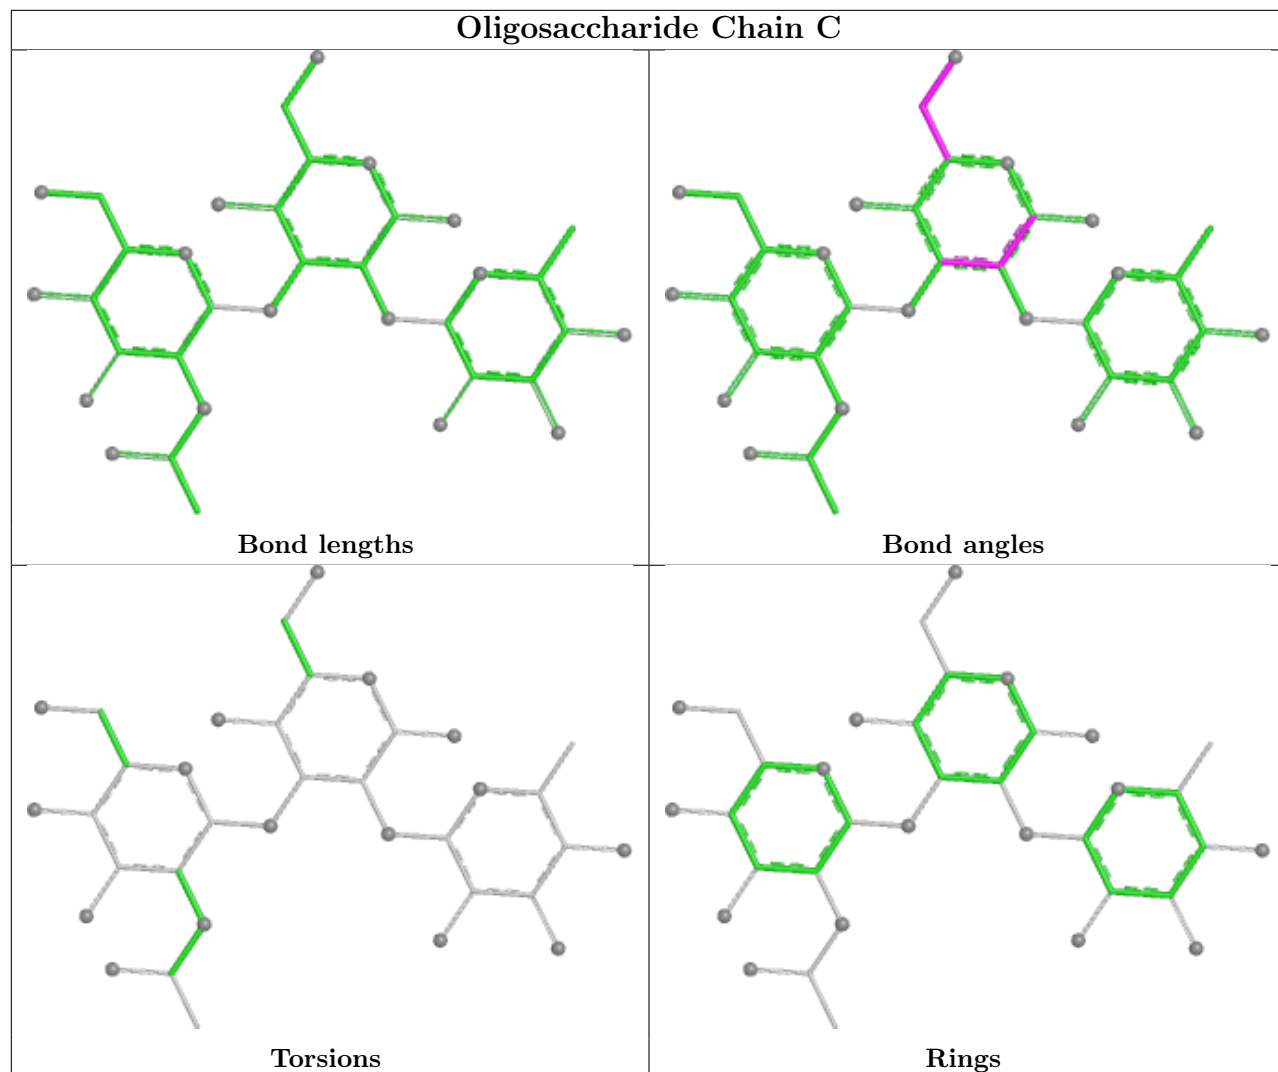 Oligosaccharide Chain C
Bond lengths
Bond angles
Torsions
Rings